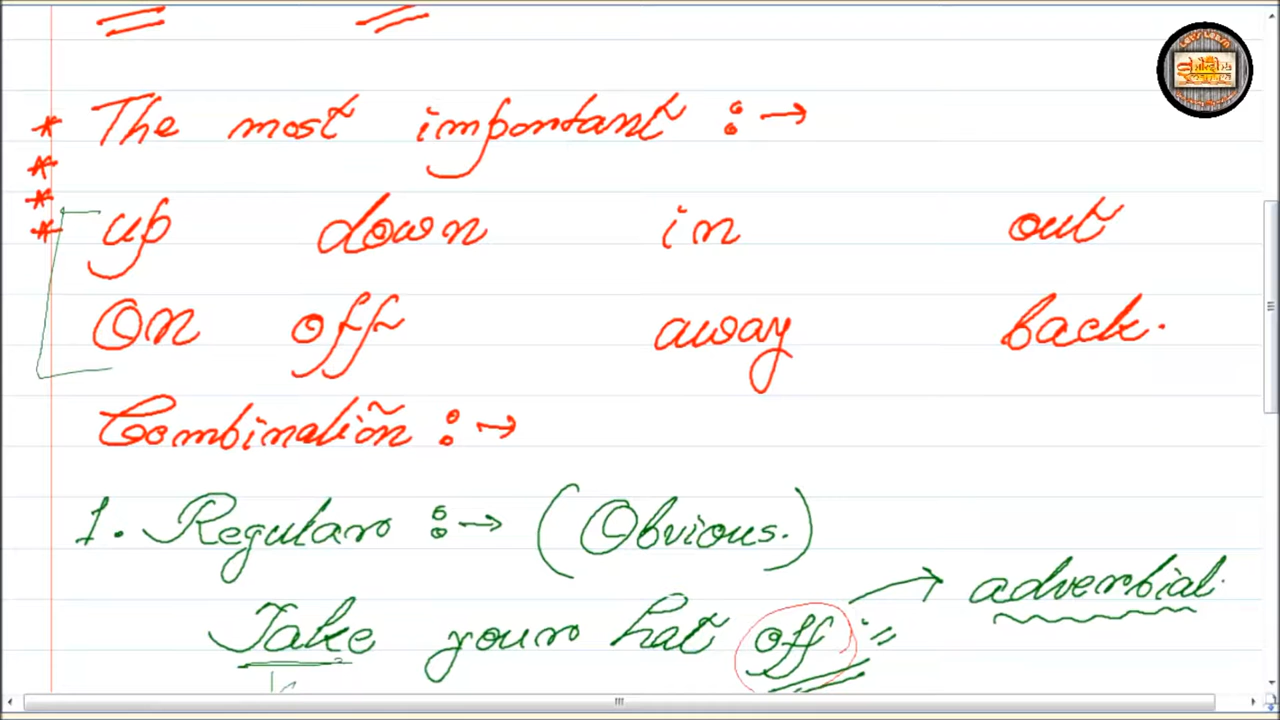 The most important :→
up down in out
On off away back.
Combination :→
1. Regular :→ (Obvious.)
adverbial.
Take your hat off :=